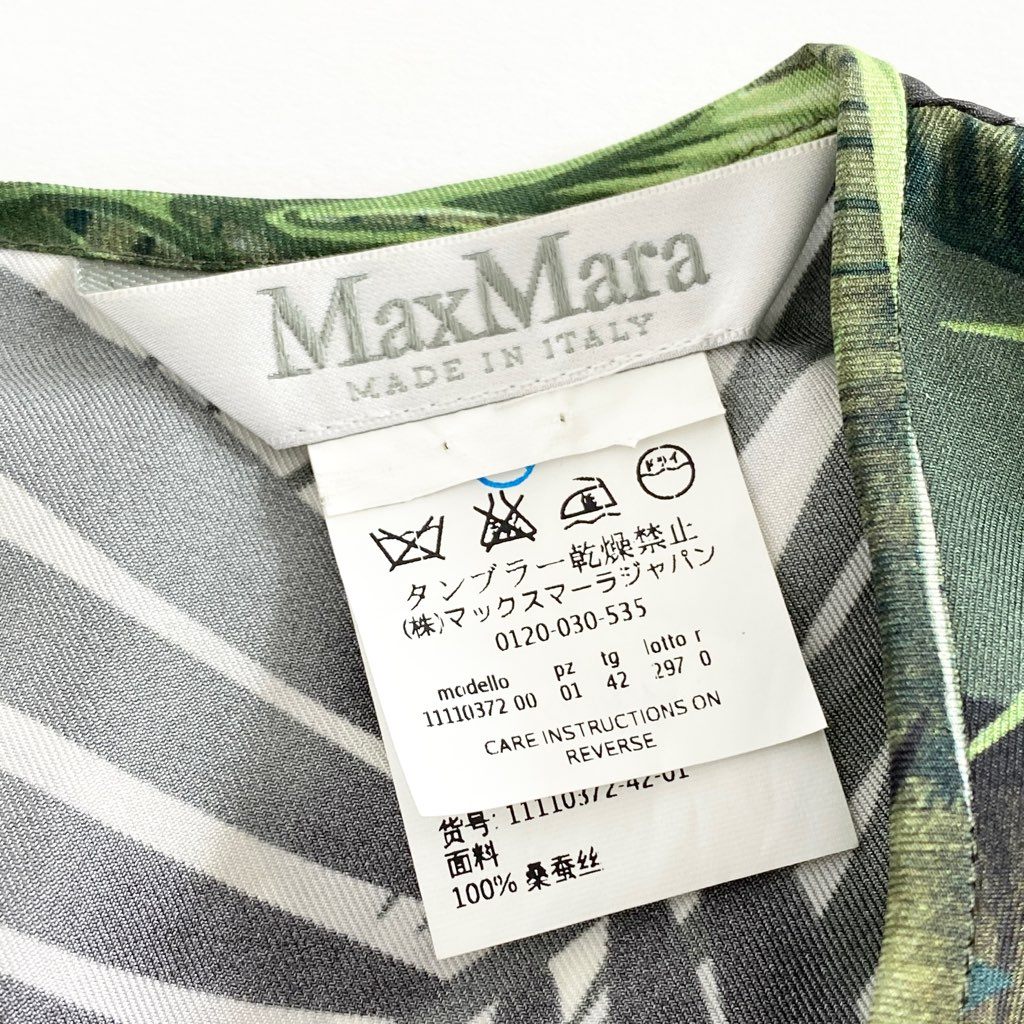 MaxMara
MADE IN ITALY
ドライ
タンブラー乾燥禁止
(株)マックスマーラジャパン
0120-030-535
modello pz tg lotto r
11110372 00 01 42 297 0
CARE INSTRUCTIONS ON
REVERSE
货号: 11110372-42-01
面料
100% 桑蚕丝